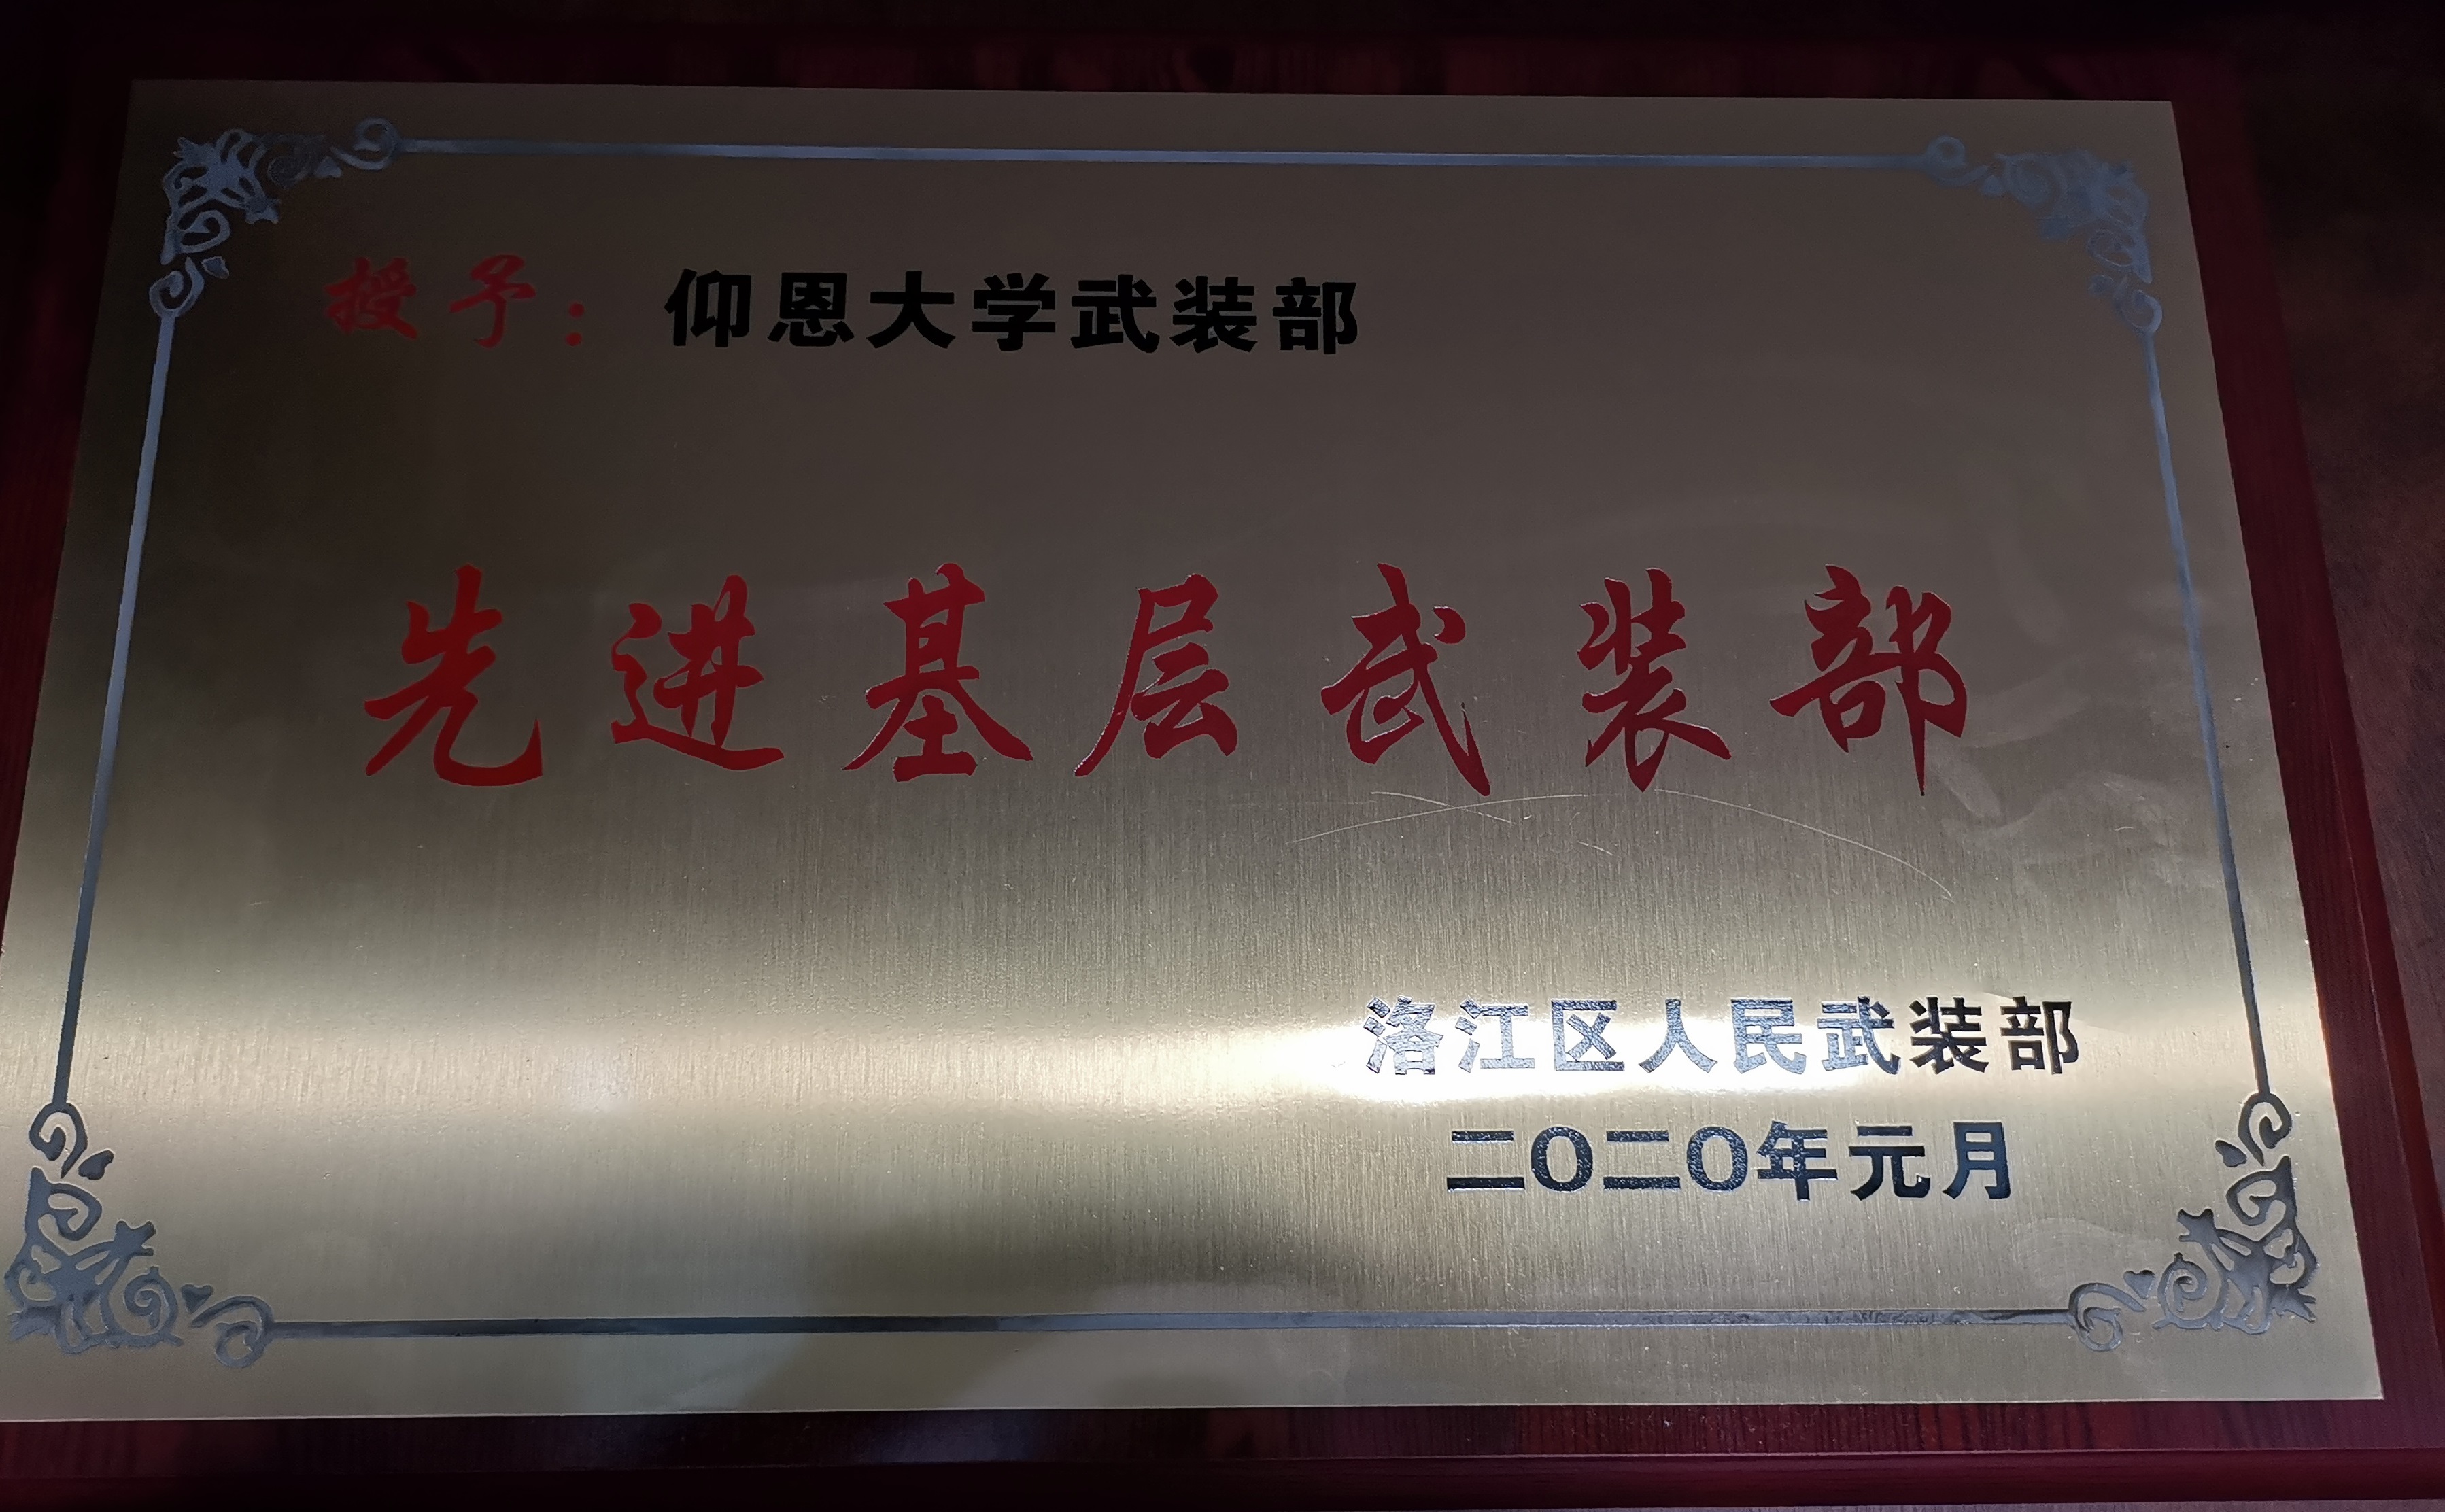 授予：仰恩大学武装部
先进基层武装部
洛江区人民武装部
二〇二〇年元月